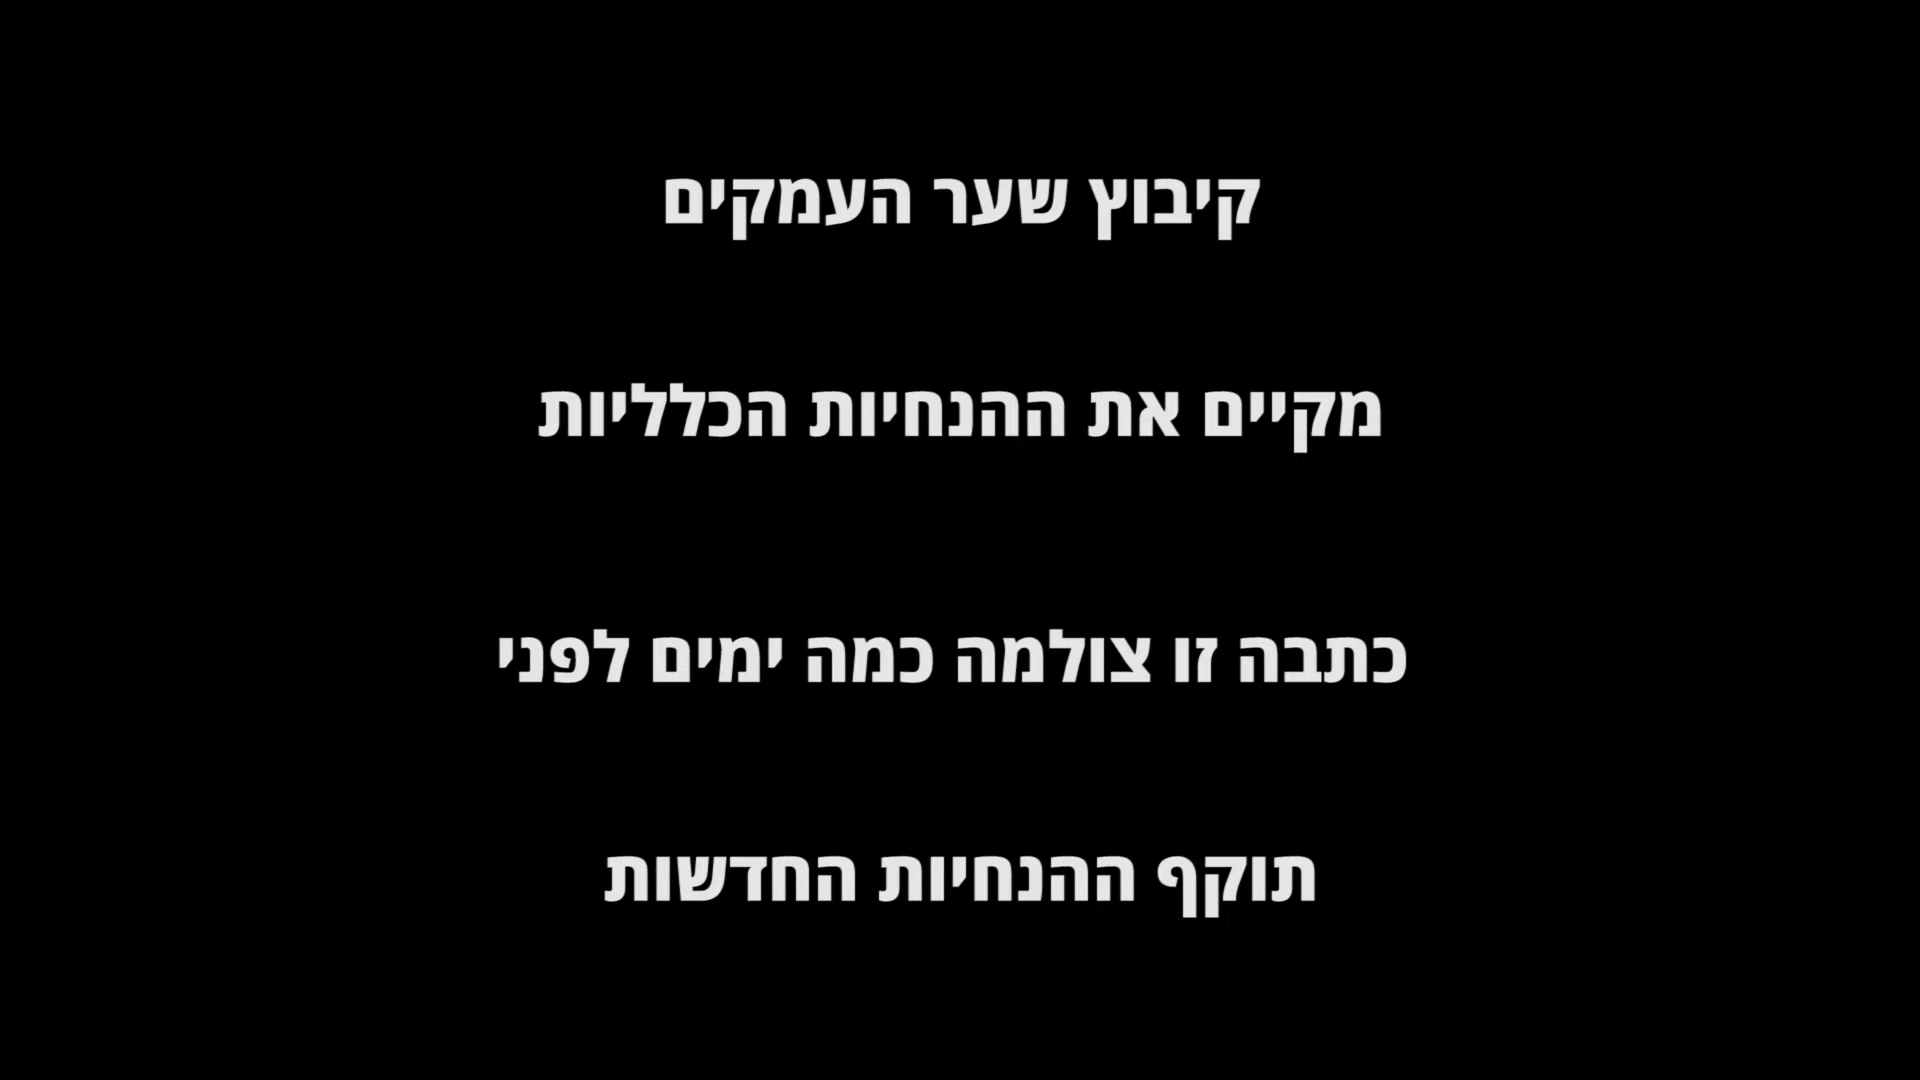 קיבוץ שער העמקים
מקיים את ההנחיות הכלליות
כתבה זו צולמה כמה ימים לפני
תוקף ההנחיות החדשות